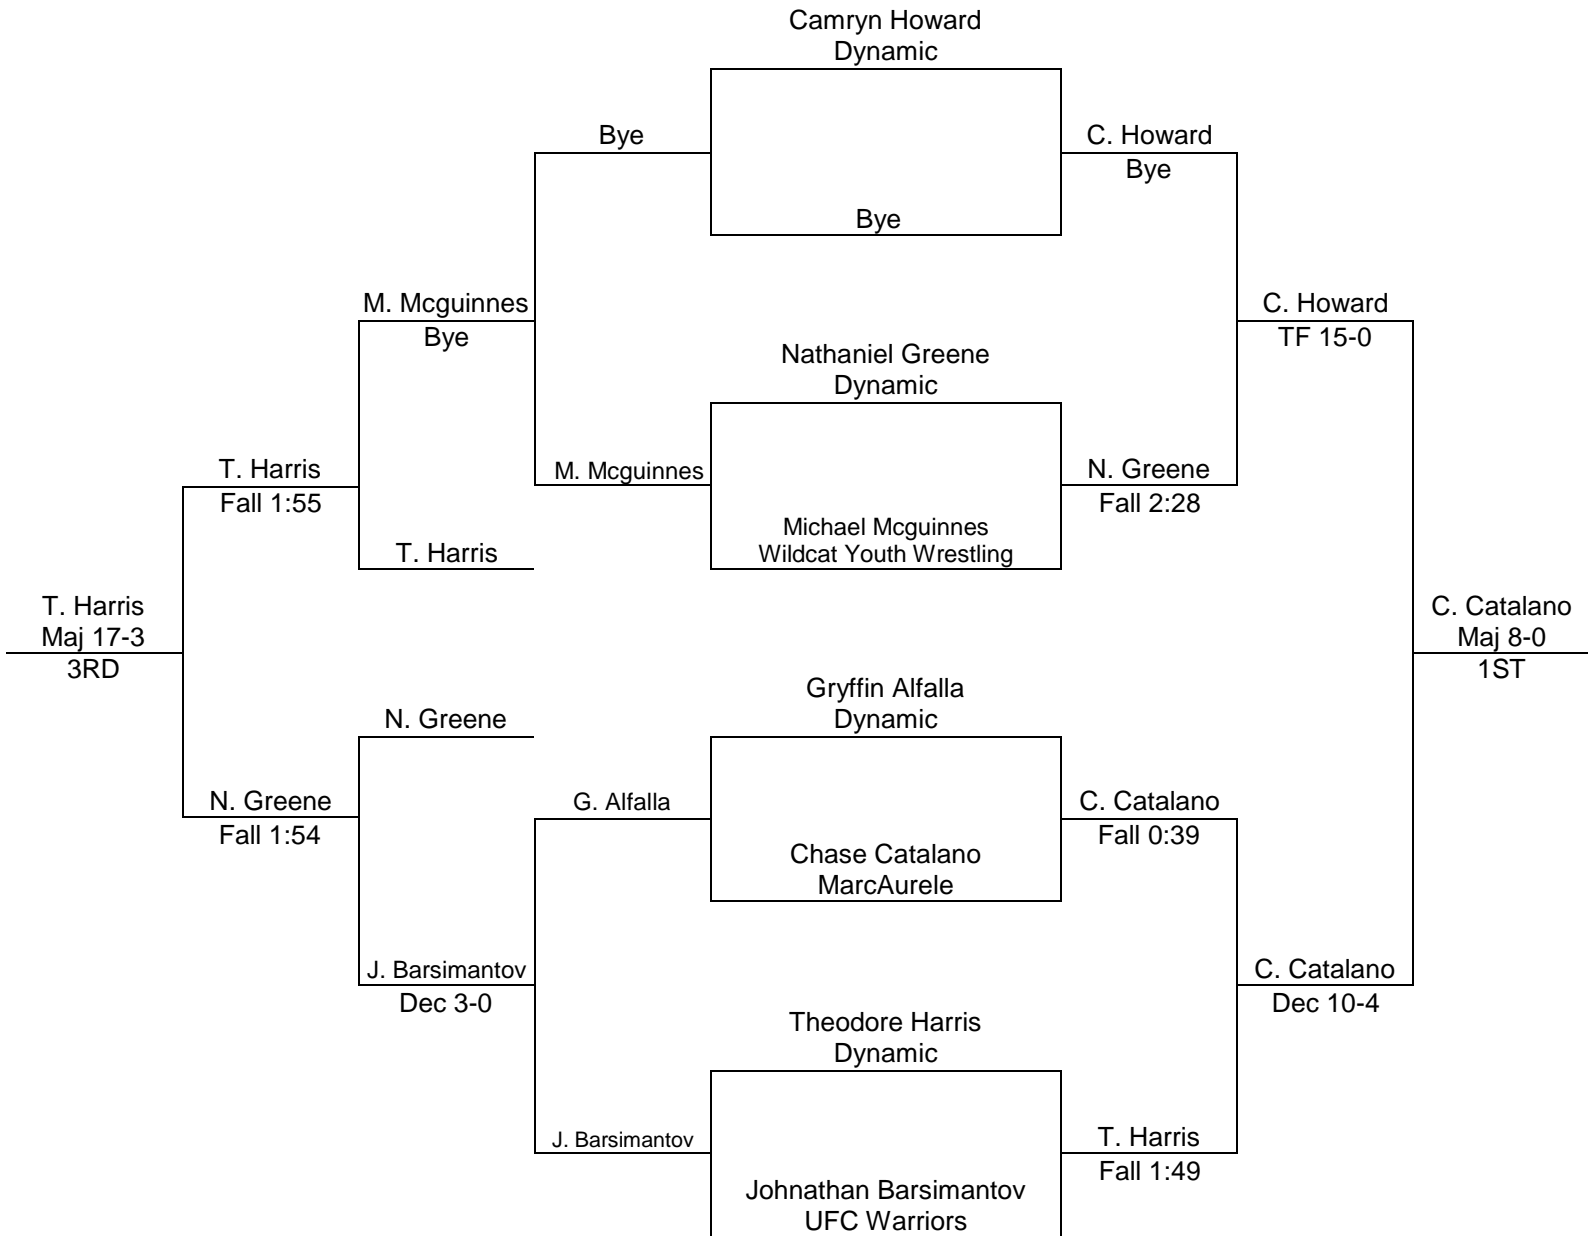 Camryn Howard
Dynamic
Bye
C. Howard
Bye
Bye
M. Mcguinnes
Bye
C. Howard
TF 15-0
Nathaniel Greene
Dynamic
T. Harris
Fall 1:55
M. Mcguinnes
N. Greene
Fall 2:28
Michael Mcguinnes
Wildcat Youth Wrestling
T. Harris
T. Harris
Maj 17-3
3RD
C. Catalano
Maj 8-0
1ST
Gryffin Alfalla
Dynamic
N. Greene
N. Greene
Fall 1:54
G. Alfalla
C. Catalano
Fall 0:39
Chase Catalano
MarcAurele
J. Barsimantov
Dec 3-0
C. Catalano
Dec 10-4
Theodore Harris
Dynamic
J. Barsimantov
T. Harris
Fall 1:49
Johnathan Barsimantov
UFC Warriors